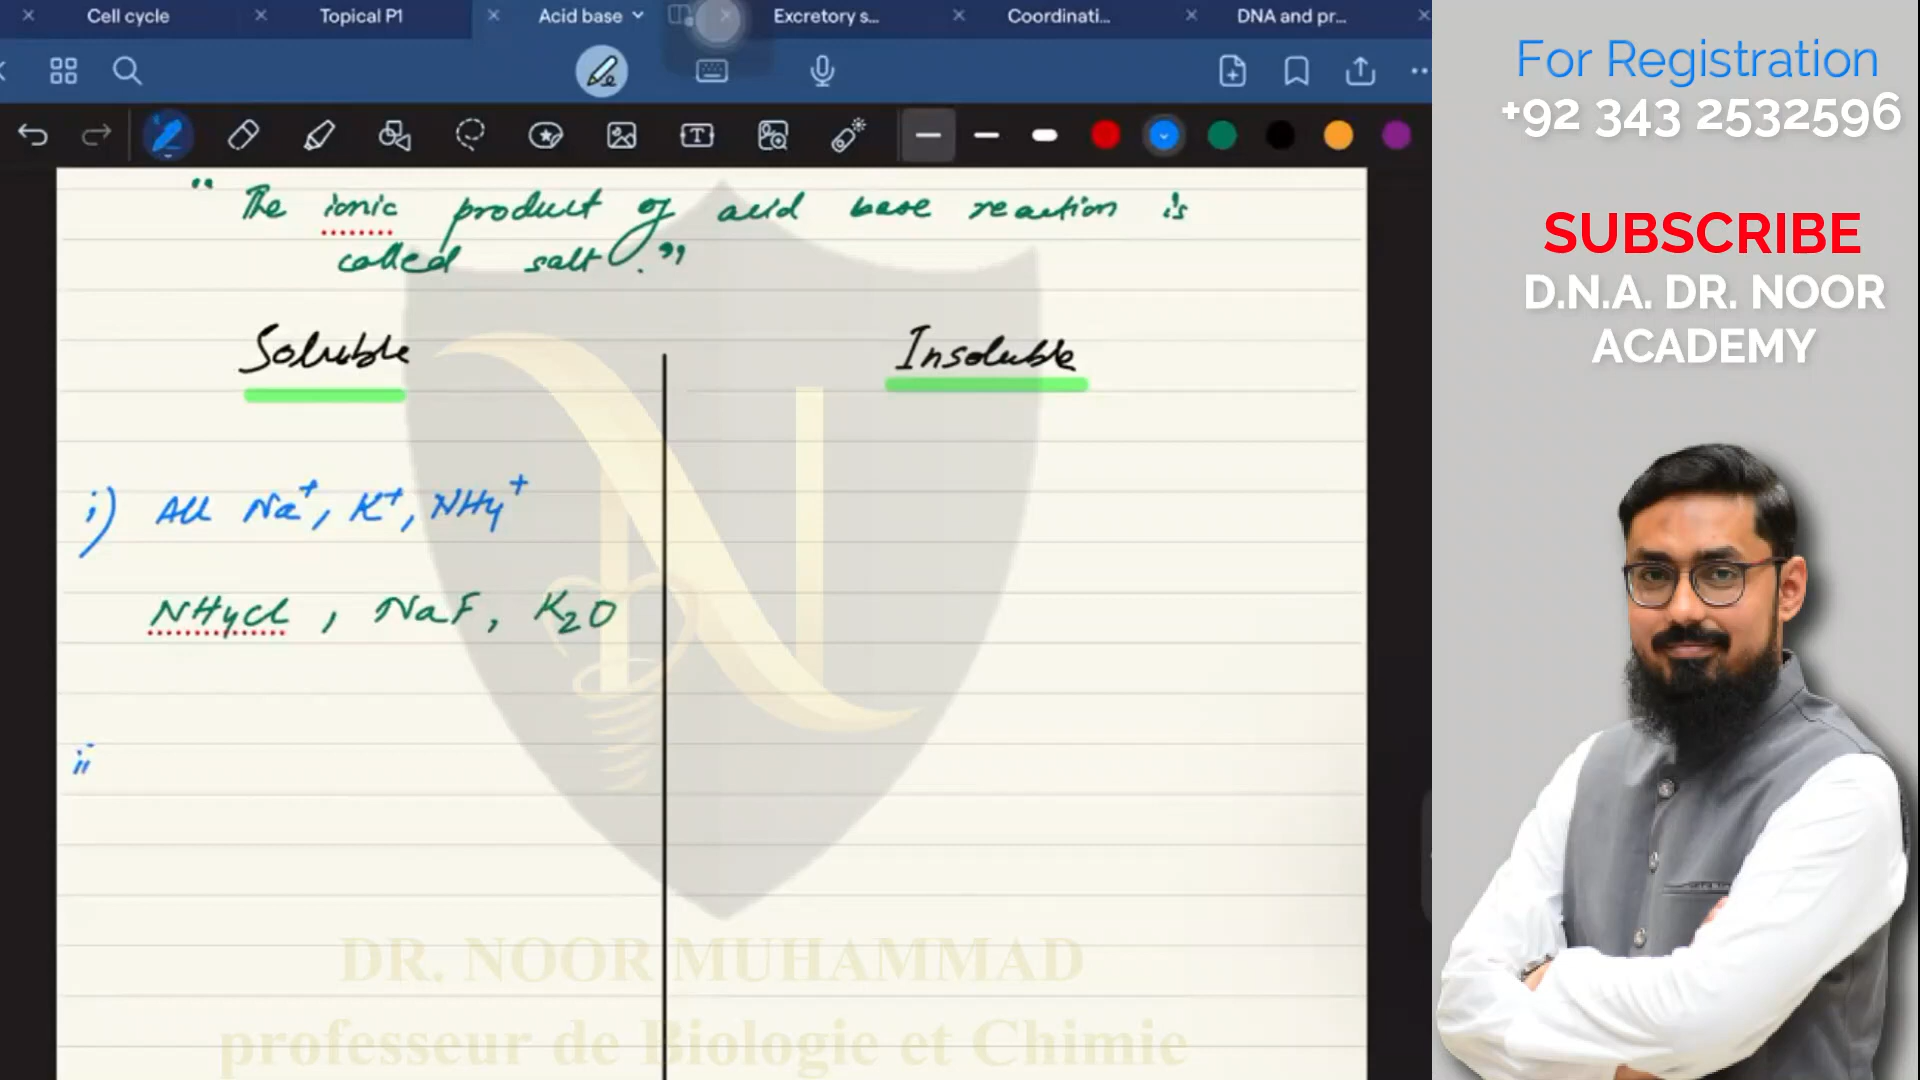 Cell cycle Topical P1 Acid base Excretory s... Coordinati... DNA and pr...
" The ionic product of acid base reaction is
called salt . "
Soluble Insoluble
i) All Na⁺, K⁺, NH₄⁺
NH₄Cl , NaF, K₂O
ii
DR. NOOR MUHAMMAD
professeur de Biologie et Chimie
For Registration
+92 343 2532596
SUBSCRIBE
D.N.A. DR. NOOR
ACADEMY